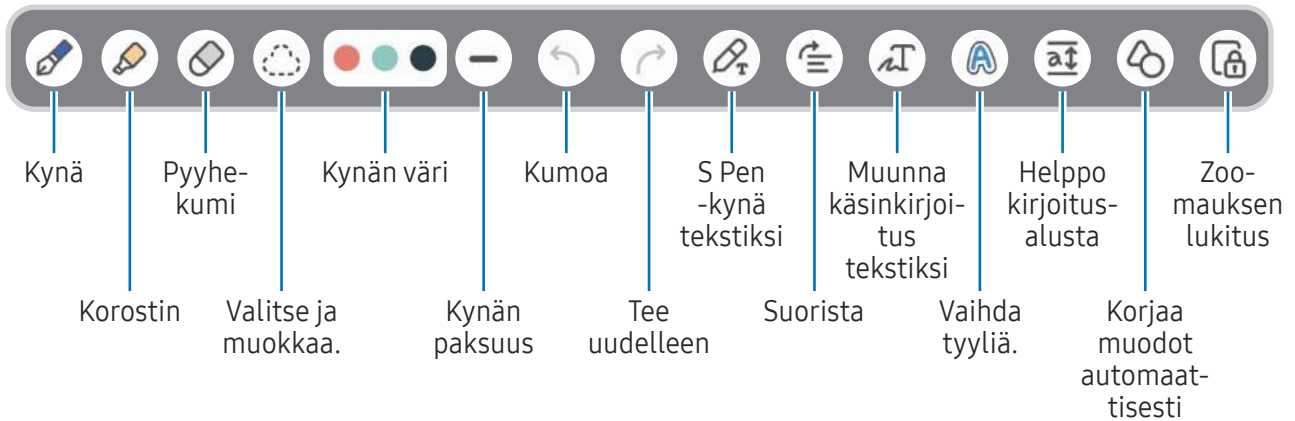 Kynä
Pyyhe-
kumi
Kynän väri
Kumoa
S Pen
-kynä
tekstiksi
Muunna
käsinkirjoi-
tus
tekstiksi
Helppo
kirjoitus-
alusta
Zoo-
mauksen
lukitus
Korostin
Valitse ja
muokkaa.
Kynän
paksuus
Tee
uudelleen
Suorista
Vaihda
tyyliä.
Korjaa
muodot
automaat-
tisesti